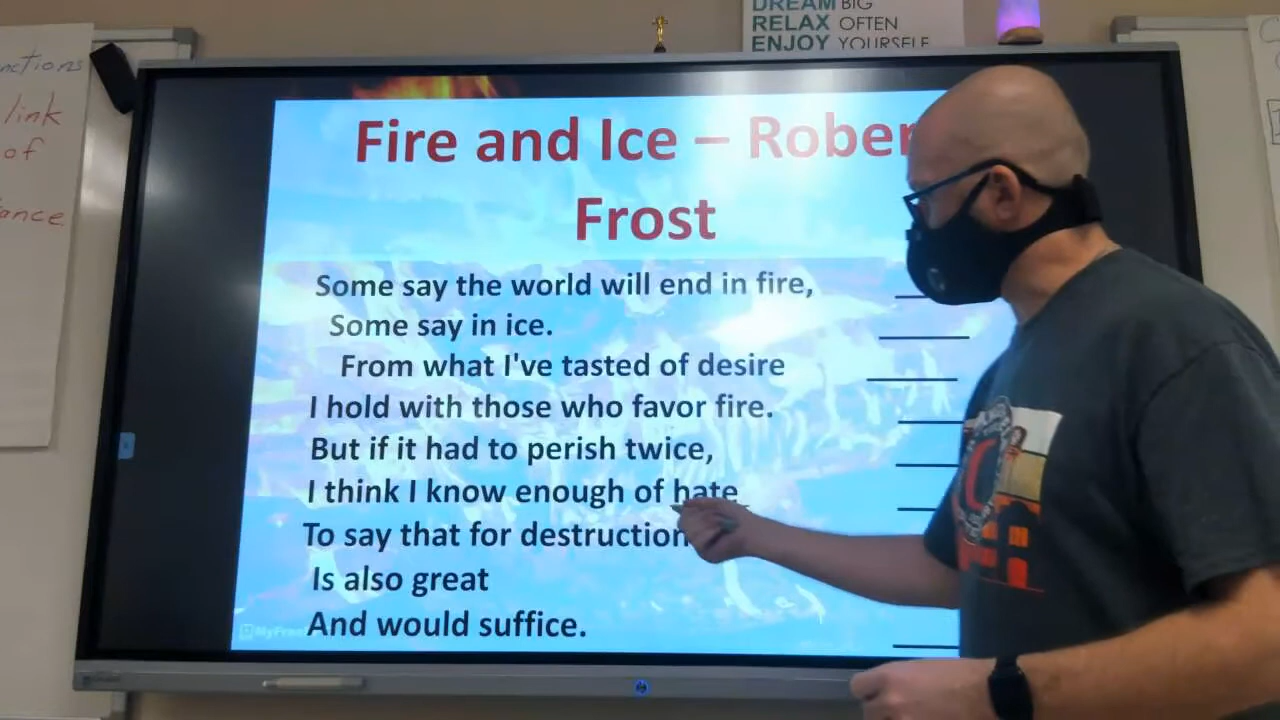 DREAM BIG
RELAX OFTEN
ENJOY YOURSELF
nctions
link
of
ance.
Fire and Ice – Rober
Frost
Some say the world will end in fire,
Some say in ice.
From what I've tasted of desire
I hold with those who favor fire.
But if it had to perish twice,
I think I know enough of hate
To say that for destruction
Is also great
And would suffice.